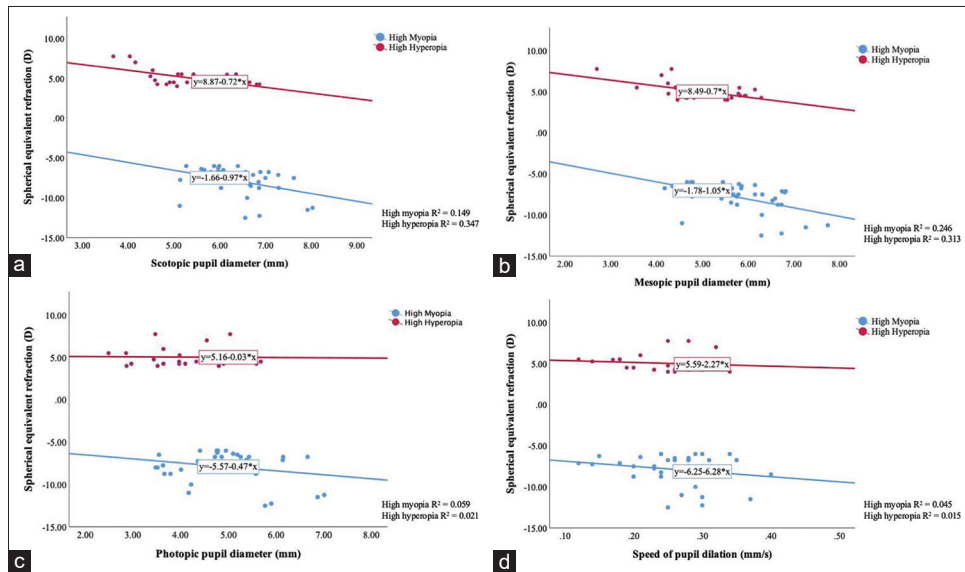 High Myopia
High Hyperopia
10.00
5.00
.00
-5.00
-10.00
-15.00
Spherical equivalent refraction (D)
y=8.87-0.72*x
y=-1.66-0.97*x
3.00 4.00 5.00 6.00 7.00 8.00 9.00
Scotopic pupil diameter (mm)
High myopia R² = 0.149
High hyperopia R² = 0.347
a
High Myopia
High Hyperopia
10.00
5.00
.00
-5.00
-10.00
-15.00
Spherical equivalent refraction (D)
y=8.49-0.7*x
y=-1.78-1.05*x
2.00 3.00 4.00 5.00 6.00 7.00 8.00
Mesopic pupil diameter (mm)
High myopia R² = 0.246
High hyperopia R² = 0.313
b
High Myopia
High Hyperopia
10.00
5.00
.00
-5.00
-10.00
-15.00
Spherical equivalent refraction (D)
y=5.16-0.03*x
y=-5.57-0.47*x
2.00 3.00 4.00 5.00 6.00 7.00 8.00
Photopic pupil diameter (mm)
High myopia R² = 0.059
High hyperopia R² = 0.021
c
High Myopia
High Hyperopia
10.00
5.00
.00
-5.00
-10.00
-15.00
Spherical equivalent refraction (D)
y=5.59-2.27*x
y=-6.25-6.28*x
.10 .20 .30 .40 .50
Speed of pupil dilation (mm/s)
High myopia R² = 0.045
High hyperopia R² = 0.015
d